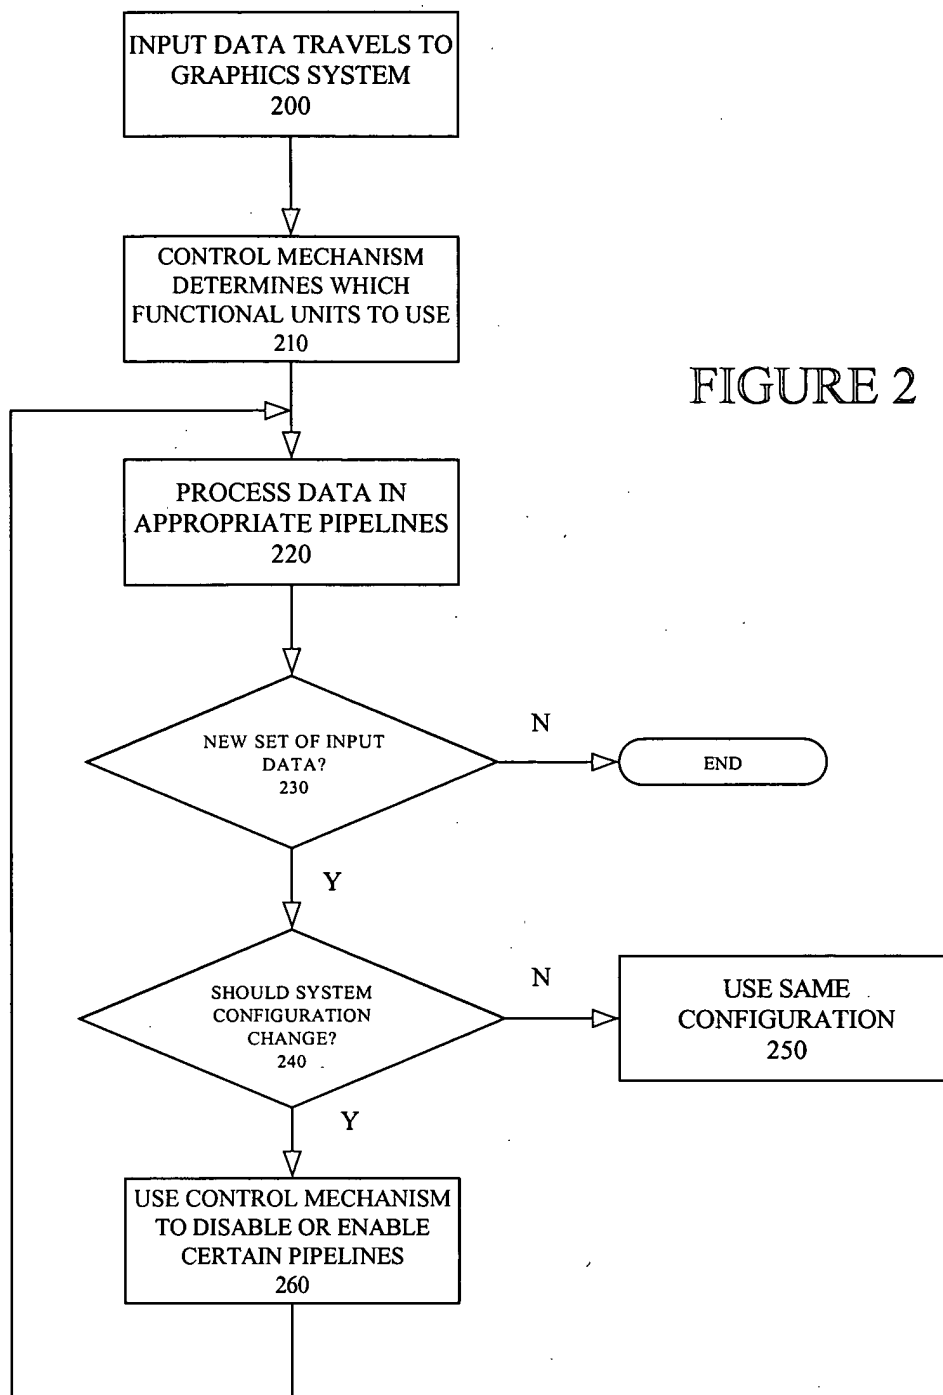 INPUT DATA TRAVELS TO
GRAPHICS SYSTEM
200
CONTROL MECHANISM
DETERMINES WHICH
FUNCTIONAL UNITS TO USE
210
FIGURE 2
PROCESS DATA IN
APPROPRIATE PIPELINES
220
NEW SET OF INPUT
DATA?
230
N
END
Y
SHOULD SYSTEM
CONFIGURATION
CHANGE?
240
N
USE SAME
CONFIGURATION
250
Y
USE CONTROL MECHANISM
TO DISABLE OR ENABLE
CERTAIN PIPELINES
260